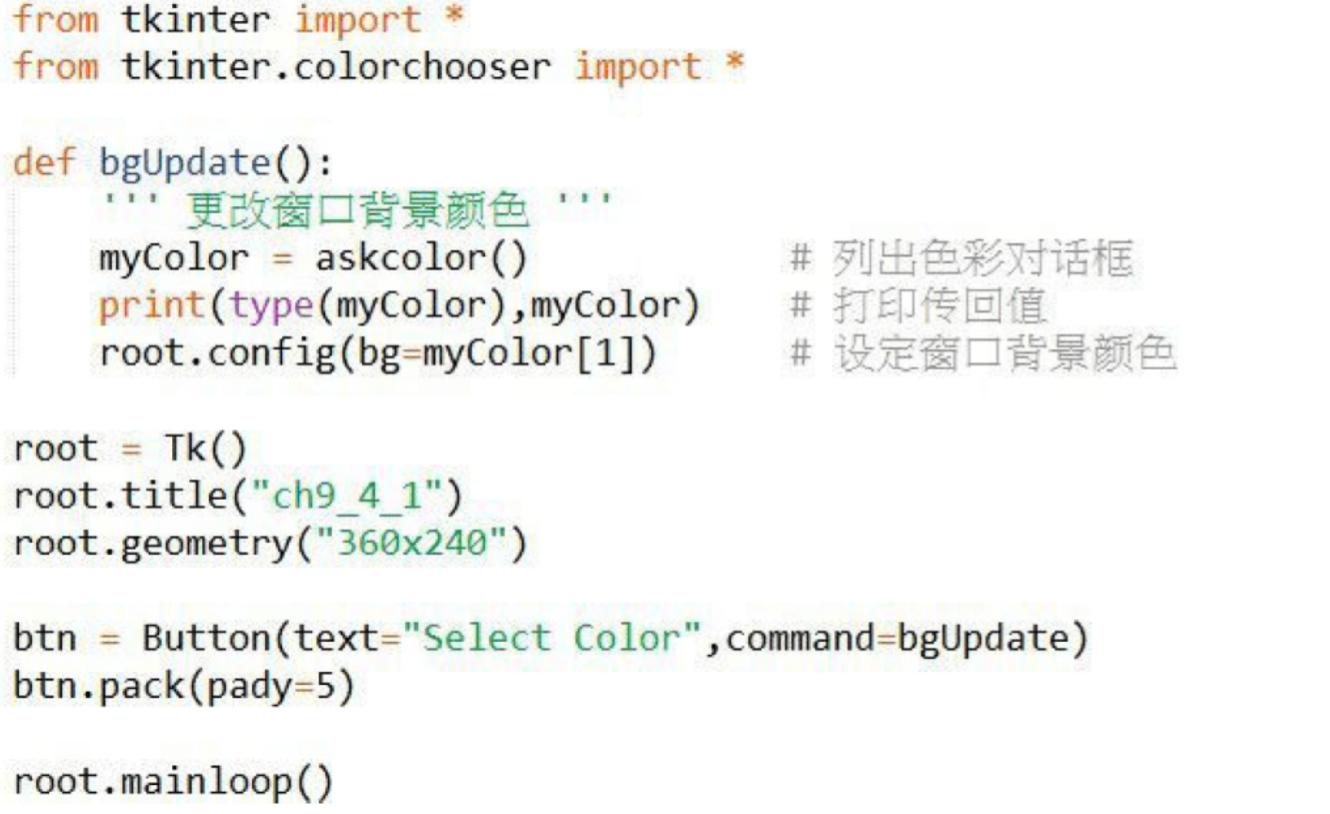 from tkinter import *
from tkinter.colorchooser import *
def bgUpdate():
    ''' 更改窗口背景颜色 '''
    myColor = askcolor()            # 列出色彩对话框
    print(type(myColor),myColor)    # 打印传回值
    root.config(bg=myColor[1])      # 设定窗口背景颜色
root = Tk()
root.title("ch9_4_1")
root.geometry("360x240")
btn = Button(text="Select Color",command=bgUpdate)
btn.pack(pady=5)
root.mainloop()